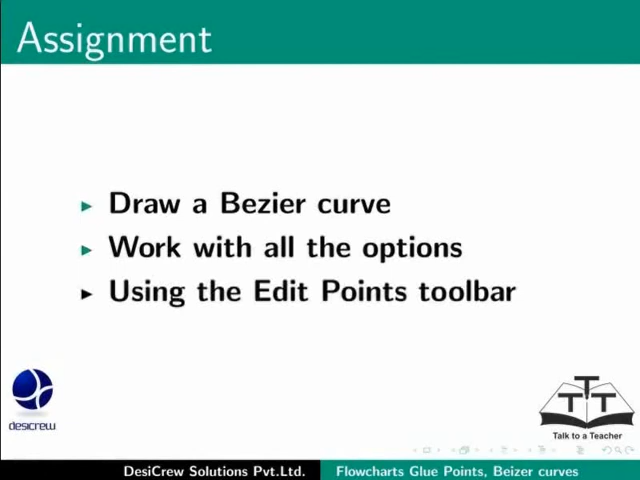 Assignment
Draw a Bezier curve
Work with all the options
Using the Edit Points toolbar
desicrew
TTT
Talk to a Teacher
DesiCrew Solutions Pvt.Ltd.
Flowcharts Glue Points, Beizer curves